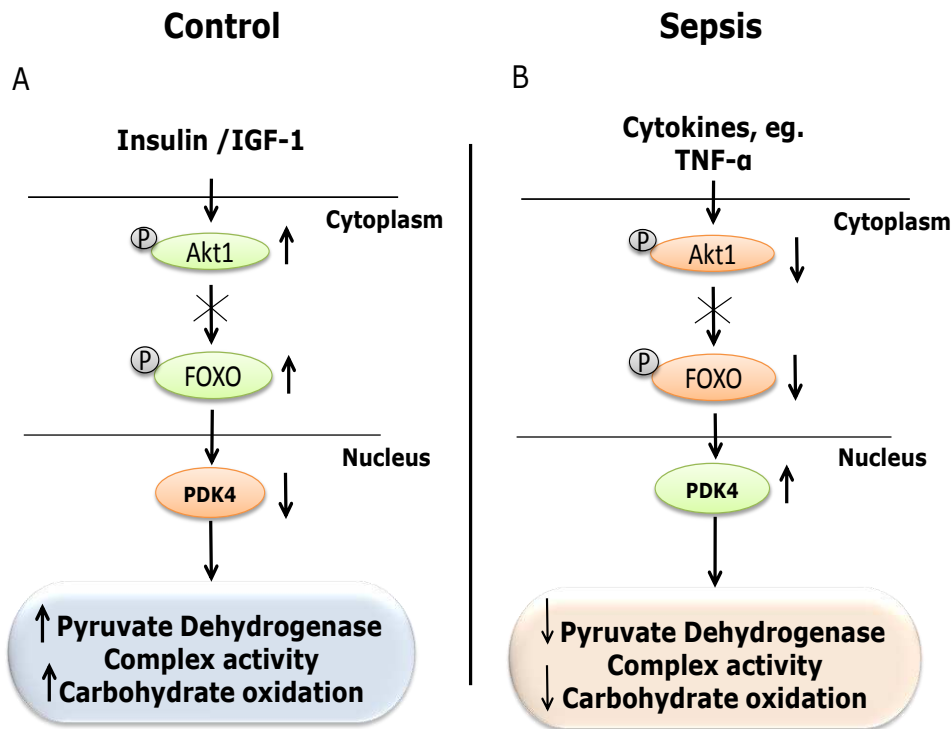 Control
A
Insulin /IGF-1
Cytoplasm
P
Akt1
P
FOXO
Nucleus
PDK4
Pyruvate Dehydrogenase
Complex activity
Carbohydrate oxidation
Sepsis
B
Cytokines, eg.
TNF-α
Cytoplasm
P
Akt1
P
FOXO
Nucleus
PDK4
Pyruvate Dehydrogenase
Complex activity
Carbohydrate oxidation